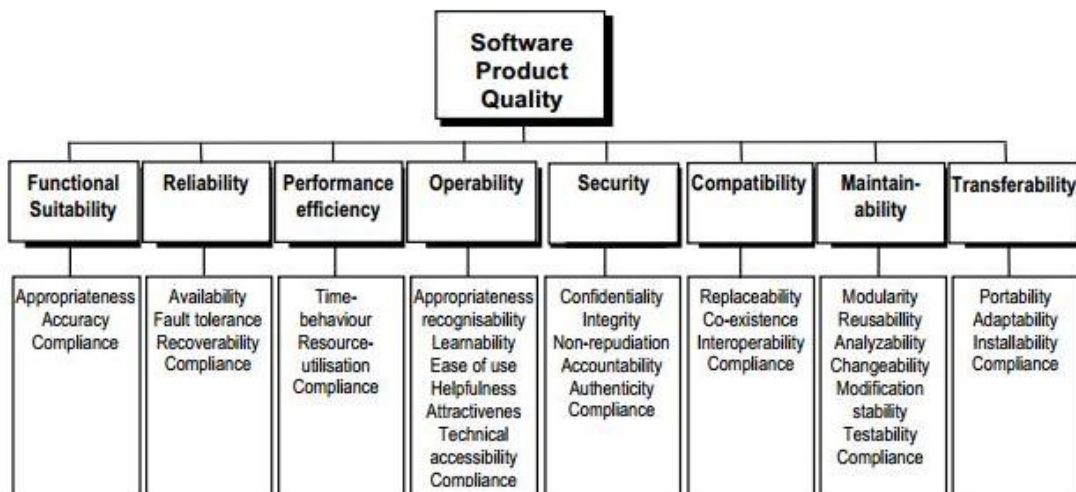 Software
Product
Quality
Functional
Suitability
Reliability
Performance
efficiency
Operability
Security
Compatibility
Maintain-
ability
Transferability
Appropriateness
Accuracy
Compliance
Availability
Fault tolerance
Recoverability
Compliance
Time-
behaviour
Resource-
utilisation
Compliance
Appropriateness
recognisability
Learnability
Ease of use
Helpfulness
Attractivenes
Technical
accessibility
Compliance
Confidentiality
Integrity
Non-repudiation
Accountability
Authenticity
Compliance
Replaceability
Co-existence
Interoperability
Compliance
Modularity
Reusabillity
Analyzability
Changeability
Modification
stability
Testability
Compliance
Portability
Adaptability
Installability
Compliance